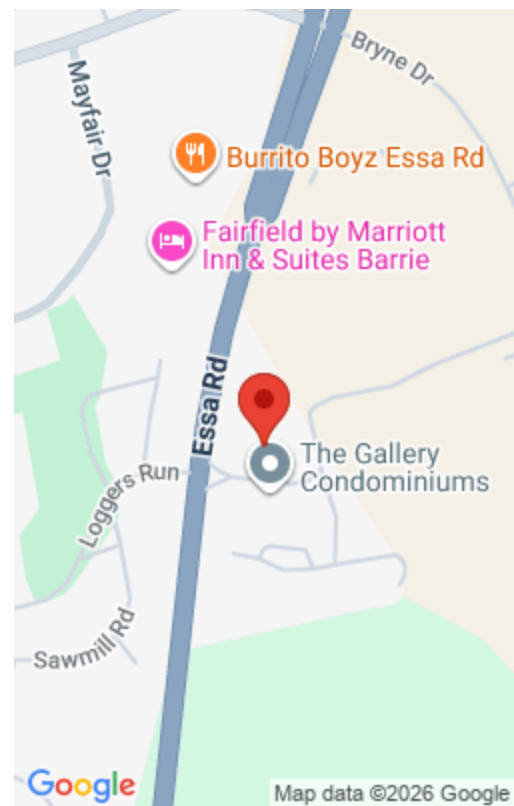 Bryne Dr
Mayfair Dr
Burrito Boyz Essa Rd
Fairfield by Marriott
Inn & Suites Barrie
Essa Rd
The Gallery
Condominiums
Loggers Run
Sawmill Rd
Google
Map data ©2026 Google